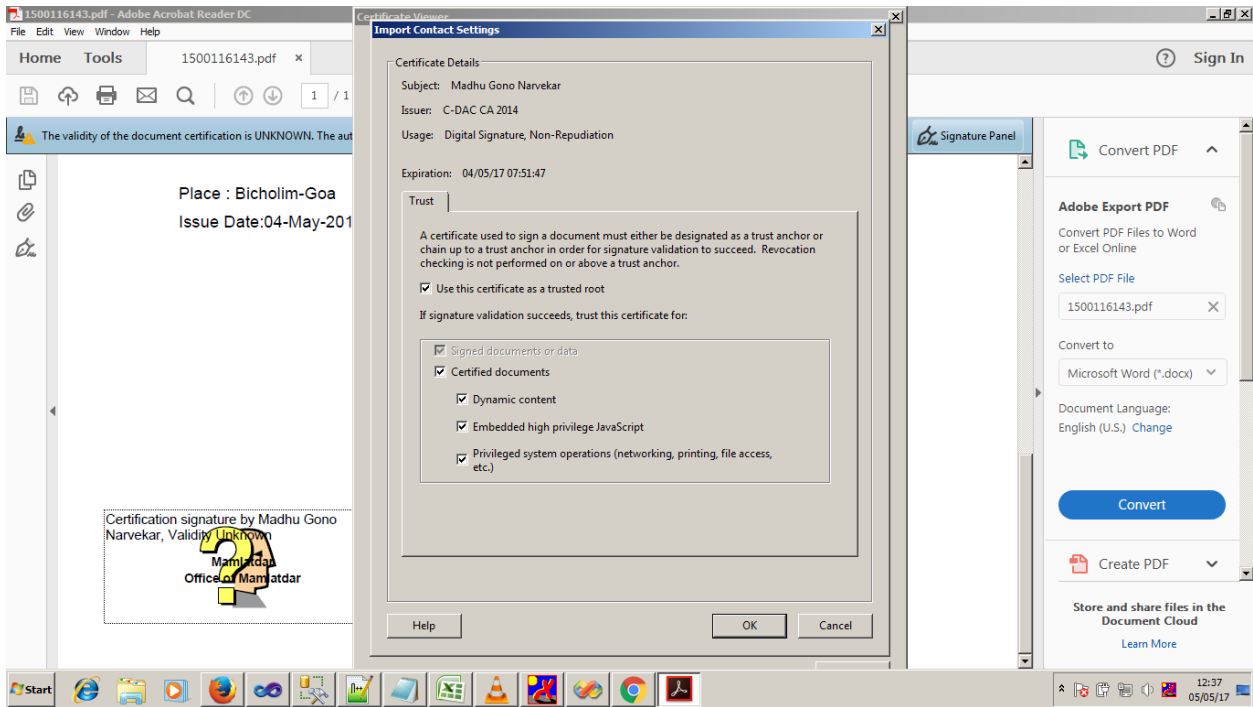 1500116143.pdf - Adobe Acrobat Reader DC
File Edit View Window Help
Home Tools 1500116143.pdf ×
? Sign In
1 / 1
The validity of the document certification is UNKNOWN. The aut
Signature Panel
Place : Bicholim-Goa
Issue Date:04-May-201
Certification signature by Madhu Gono
Narvekar, Validity Unknown
Mamlatdar
Office of Mamlatdar
Certificate Viewer
Import Contact Settings
Certificate Details
Subject: Madhu Gono Narvekar
Issuer: C-DAC CA 2014
Usage: Digital Signature, Non-Repudiation
Expiration: 04/05/17 07:51:47
Trust
A certificate used to sign a document must either be designated as a trust anchor or
chain up to a trust anchor in order for signature validation to succeed. Revocation
checking is not performed on or above a trust anchor.
Use this certificate as a trusted root
If signature validation succeeds, trust this certificate for:
Signed documents or data
Certified documents
Dynamic content
Embedded high privilege JavaScript
Privileged system operations (networking, printing, file access,
etc.)
Help OK Cancel
Convert PDF
Adobe Export PDF
Convert PDF Files to Word
or Excel Online
Select PDF File
1500116143.pdf
Convert to
Microsoft Word (*.docx)
Document Language:
English (U.S.) Change
Convert
Create PDF
Store and share files in the
Document Cloud
Learn More
Start
12:37
05/05/17